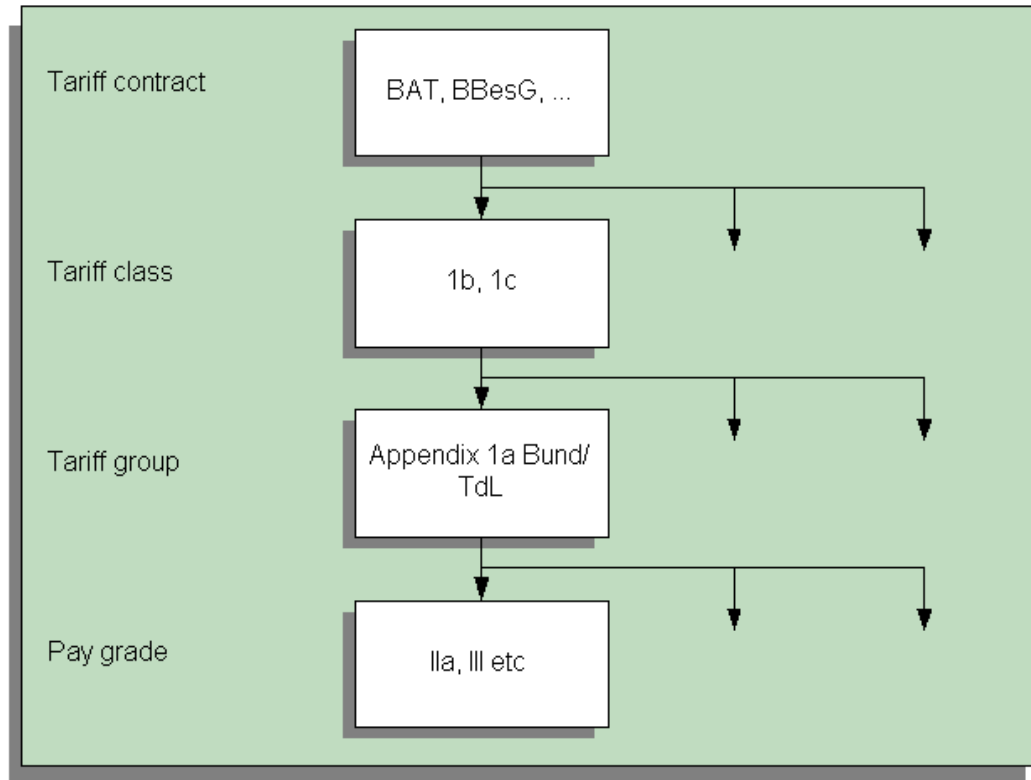 Tariff contract
BAT, BBesG, ...
Tariff class
1b, 1c
Tariff group
Appendix 1a Bund/
TdL
Pay grade
IIa, III etc